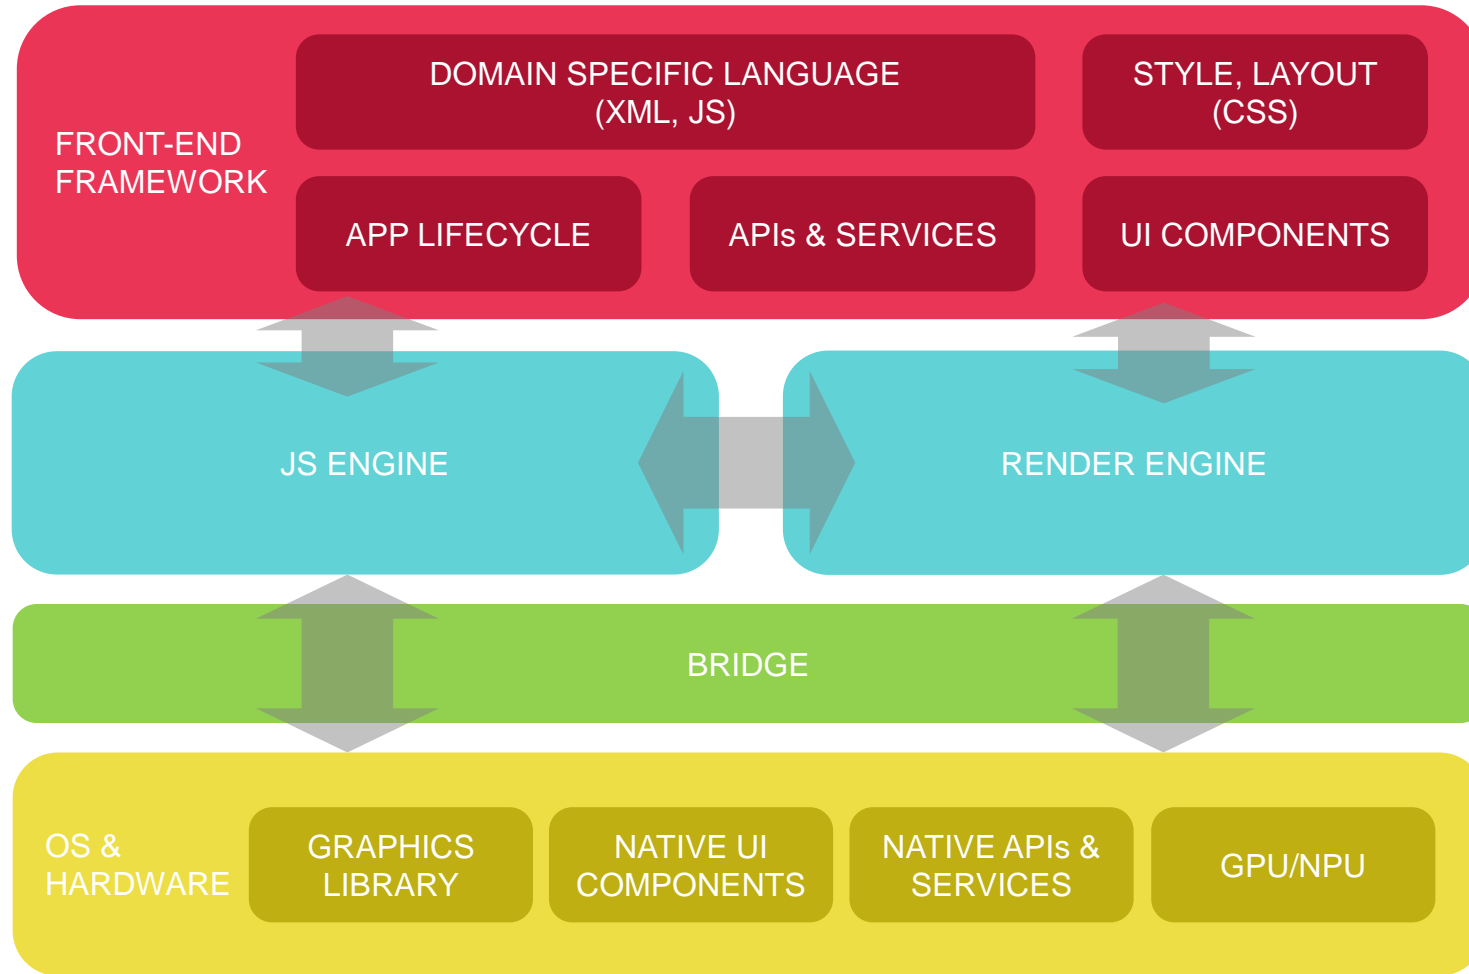 FRONT-END
FRAMEWORK
DOMAIN SPECIFIC LANGUAGE
(XML, JS)
STYLE, LAYOUT
(CSS)
APP LIFECYCLE
APIs & SERVICES
UI COMPONENTS
JS ENGINE
RENDER ENGINE
BRIDGE
OS &
HARDWARE
GRAPHICS
LIBRARY
NATIVE UI
COMPONENTS
NATIVE APIs &
SERVICES
GPU/NPU